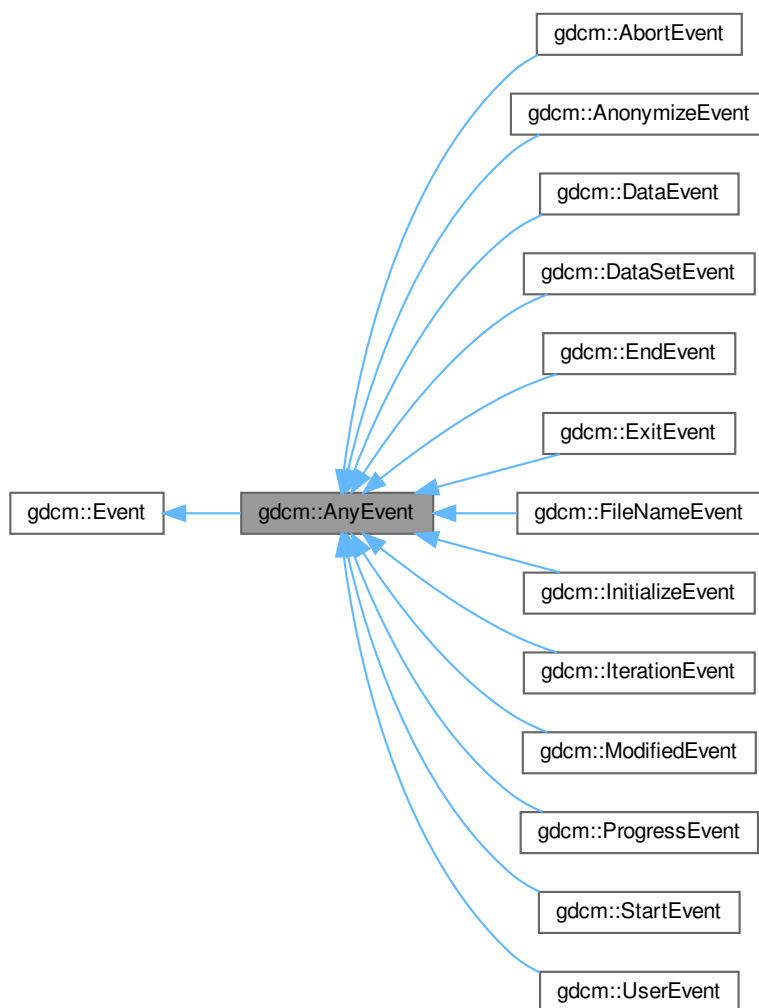 gdcm::AbortEvent
gdcm::AnonymizeEvent
gdcm::DataEvent
gdcm::DataSetEvent
gdcm::EndEvent
gdcm::ExitEvent
gdcm::Event
gdcm::AnyEvent
gdcm::FileNameEvent
gdcm::InitializeEvent
gdcm::IterationEvent
gdcm::ModifiedEvent
gdcm::ProgressEvent
gdcm::StartEvent
gdcm::UserEvent